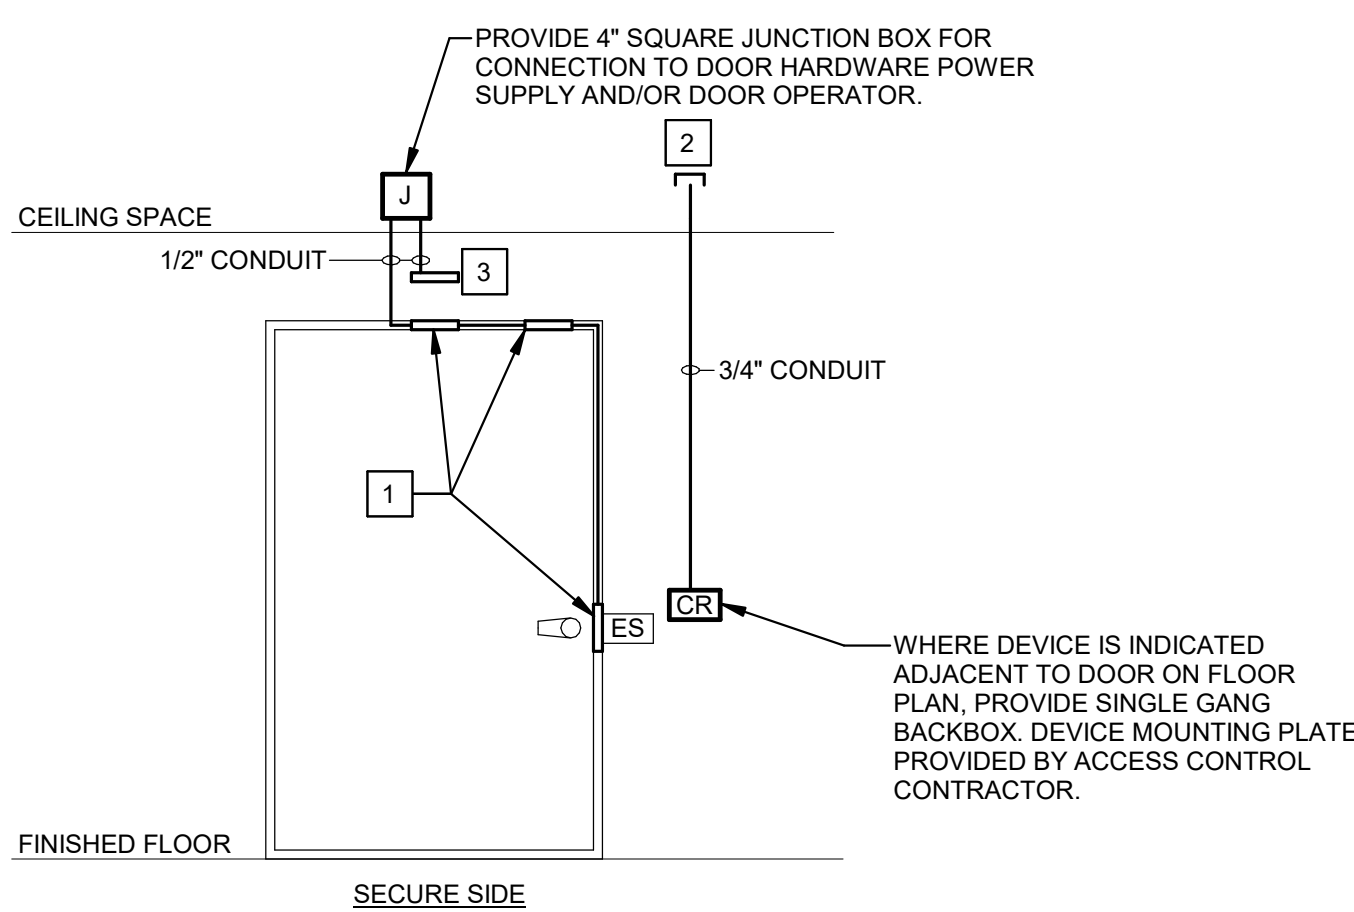 PROVIDE 4" SQUARE JUNCTION BOX FOR
CONNECTION TO DOOR HARDWARE POWER
SUPPLY AND/OR DOOR OPERATOR.
2
J
CEILING SPACE
1/2" CONDUIT
3
3/4" CONDUIT
1
CR
ES
WHERE DEVICE IS INDICATED
ADJACENT TO DOOR ON FLOOR
PLAN, PROVIDE SINGLE GANG
BACKBOX. DEVICE MOUNTING PLATE
PROVIDED BY ACCESS CONTROL
CONTRACTOR.
FINISHED FLOOR
SECURE SIDE